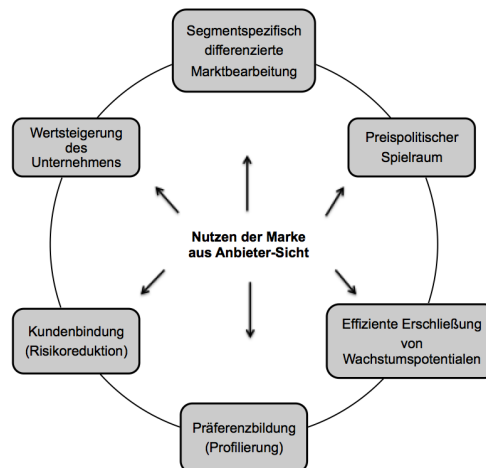 Segmentspezifisch
differenzierte
Marktbearbeitung
Wertsteigerung
des
Unternehmens
Preispolitischer
Spielraum
Nutzen der Marke
aus Anbieter-Sicht
Kundenbindung
(Risikoreduktion)
Effiziente Erschließung
von
Wachstumspotentialen
Präferenzbildung
(Profilierung)